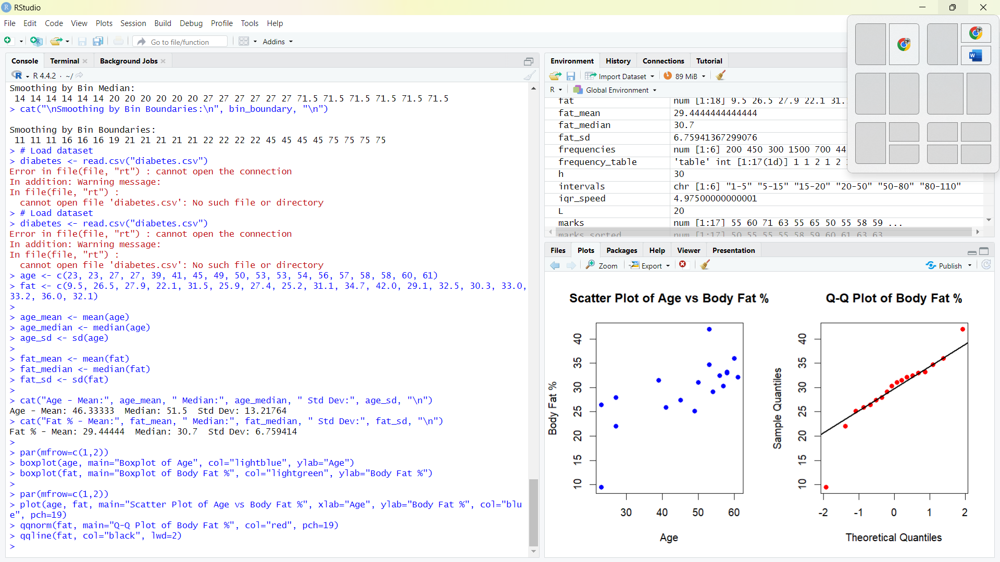 RStudio
File Edit Code View Plots Session Build Debug Profile Tools Help
Go to file/function Addins
Console Terminal Background Jobs
R 4.4.2 · ~/
Smoothing by Bin Median:
14 14 14 14 14 14 20 20 20 20 20 20 27 27 27 27 27 27 71.5 71.5 71.5 71.5 71.5 71.5
> cat("\nSmoothing by Bin Boundaries:\n", bin_boundary, "\n")
Smoothing by Bin Boundaries:
11 11 11 16 16 16 19 21 21 21 21 21 22 22 22 22 45 45 45 45 75 75 75 75
> # Load dataset
> diabetes <- read.csv("diabetes.csv")
Error in file(file, "rt") : cannot open the connection
In addition: Warning message:
In file(file, "rt") :
cannot open file 'diabetes.csv': No such file or directory
> # Load dataset
> diabetes <- read.csv("diabetes.csv")
Error in file(file, "rt") : cannot open the connection
In addition: Warning message:
In file(file, "rt") :
cannot open file 'diabetes.csv': No such file or directory
> age <- c(23, 23, 27, 27, 39, 41, 45, 49, 50, 53, 53, 54, 56, 57, 58, 58, 60, 61)
> fat <- c(9.5, 26.5, 27.9, 22.1, 31.5, 25.9, 27.4, 25.2, 31.1, 34.7, 42.0, 29.1, 32.5, 30.3, 33.0,
33.2, 36.0, 32.1)
>
> age_mean <- mean(age)
> age_median <- median(age)
> age_sd <- sd(age)
>
> fat_mean <- mean(fat)
> fat_median <- median(fat)
> fat_sd <- sd(fat)
>
> cat("Age - Mean:", age_mean, " Median:", age_median, " Std Dev:", age_sd, "\n")
Age - Mean: 46.33333 Median: 51.5 Std Dev: 13.21764
> cat("Fat % - Mean:", fat_mean, " Median:", fat_median, " Std Dev:", fat_sd, "\n")
Fat % - Mean: 29.44444 Median: 30.7 Std Dev: 6.759414
>
> par(mfrow=c(1,2))
> boxplot(age, main="Boxplot of Age", col="lightblue", ylab="Age")
> boxplot(fat, main="Boxplot of Body Fat %", col="lightgreen", ylab="Body Fat %")
>
> par(mfrow=c(1,2))
> plot(age, fat, main="Scatter Plot of Age vs Body Fat %", xlab="Age", ylab="Body Fat %", col="blu
e", pch=19)
> qqnorm(fat, main="Q-Q Plot of Body Fat %", col="red", pch=19)
> qqline(fat, col="black", lwd=2)
>
Environment History Connections Tutorial
Import Dataset 89 MiB
R Global Environment
fat num [1:18] 9.5 26.5 27.9 22.1 31.
fat_mean 29.4444444444444
fat_median 30.7
fat_sd 6.75941367299076
frequencies num [1:6] 200 450 300 1500 700 44
frequency_table 'table' int [1:17(1d)] 1 1 2 1 2
h 30
intervals chr [1:6] "1-5" "5-15" "15-20" "20-50" "50-80" "80-110"
iqr_speed 4.97500000000001
L 20
marks num [1:17] 55 60 71 63 55 65 50 55 58 59 ...
marks_sorted num [1:17] 50 55 55 55 58 59 60 61 63 63
Files Plots Packages Help Viewer Presentation
Zoom Export Publish
Scatter Plot of Age vs Body Fat %
Body Fat %
10 15 20 25 30 35 40
30 40 50 60
Age
Q-Q Plot of Body Fat %
Sample Quantiles
10 15 20 25 30 35 40
-2 -1 0 1 2
Theoretical Quantiles